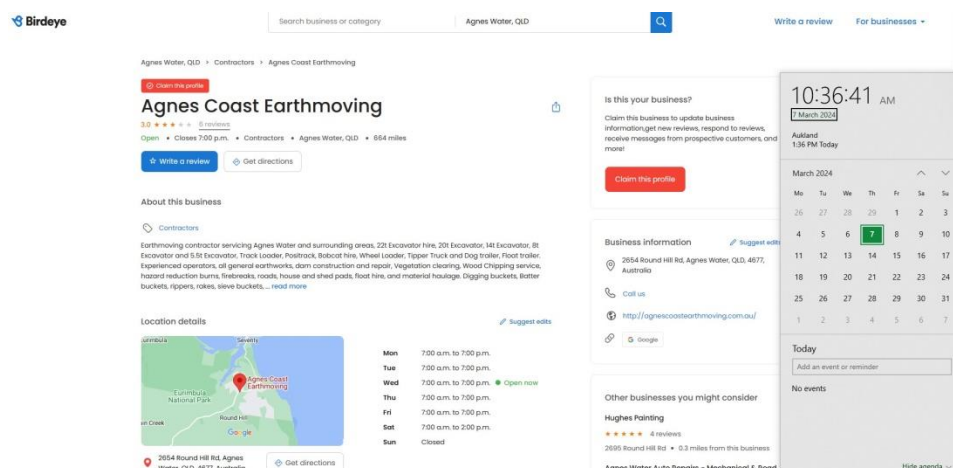 Birdeye
Search business or category
Agnes Water, QLD
Write a review
For businesses
Agnes Water, QLD > Contractors > Agnes Coast Earthmoving
Claim this profile
Agnes Coast Earthmoving
3.0 6 reviews
Open • Closes 7:00 p.m. • Contractors • Agnes Water, QLD • 664 miles
Write a review
Get directions
About this business
Contractors
Earthmoving contractor servicing Agnes Water and surrounding areas, 22t Excavator hire, 20t Excavator, 14t Excavator, 8t
Excavator and 5.5t Excavator, Track Loader, Positrack, Bobcat hire, Wheel Loader, Tipper Truck and Dog trailer, Float trailer.
Experienced operators, all general earthworks, dam construction and repair, Vegetation clearing, Wood Chipping service,
hazard reduction burns, firebreaks, roads, house and shed pads, float hire, and material haulage. Digging buckets, Batter
buckets, rippers, rakes, sieve buckets, ... read more
Location details
Suggest edits
Eurimbula
Seventy
Agnes Coast
Earthmoving
Eurimbula
National Park
Round Hill
en Creek
Google
2654 Round Hill Rd, Agnes
Water, QLD, 4677, Australia
Get directions
Mon 7:00 a.m. to 7:00 p.m.
Tue 7:00 a.m. to 7:00 p.m.
Wed 7:00 a.m. to 7:00 p.m. Open now
Thu 7:00 a.m. to 7:00 p.m.
Fri 7:00 a.m. to 7:00 p.m.
Sat 7:00 a.m. to 2:00 p.m.
Sun Closed
Is this your business?
Claim this business to update business
information,get new reviews, respond to reviews,
receive messages from prospective customers, and
more!
Claim this profile
Business information
Suggest edits
2654 Round Hill Rd, Agnes Water, QLD, 4677,
Australia
Call us
http://agnescoastearthmoving.com.au/
Google
Other businesses you might consider
Hughes Painting
4 reviews
2695 Round Hill Rd • 0.3 miles from this business
Agnes Water Auto Repairs - Mechanical & Road
10:36:41 AM
7 March 2024
Aukland
1:36 PM Today
March 2024
Mo Tu We Th Fr Sa Su
26 27 28 29 1 2 3
4 5 6 7 8 9 10
11 12 13 14 15 16 17
18 19 20 21 22 23 24
25 26 27 28 29 30 31
1 2 3 4 5 6 7
Today
Add an event or reminder
No events
Hide agenda